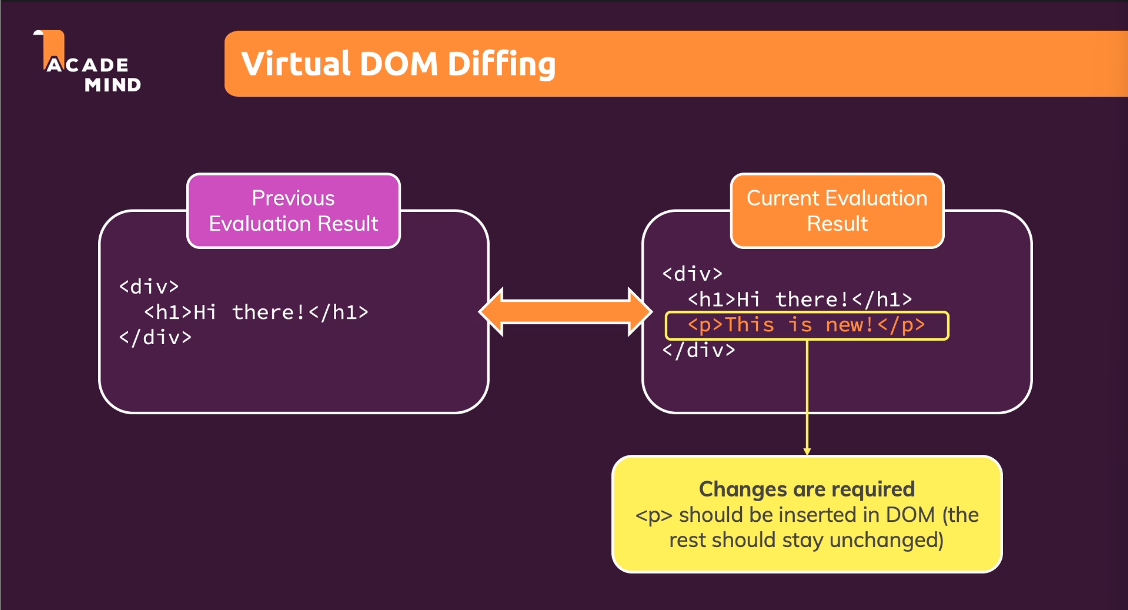 ACADE
MIND
Virtual DOM Diffing
Previous
Evaluation Result
<div>
<h1>Hi there!</h1>
</div>
Current Evaluation
Result
<div>
<h1>Hi there!</h1>
<p>This is new!</p>
</div>
Changes are required
<p> should be inserted in DOM (the
rest should stay unchanged)